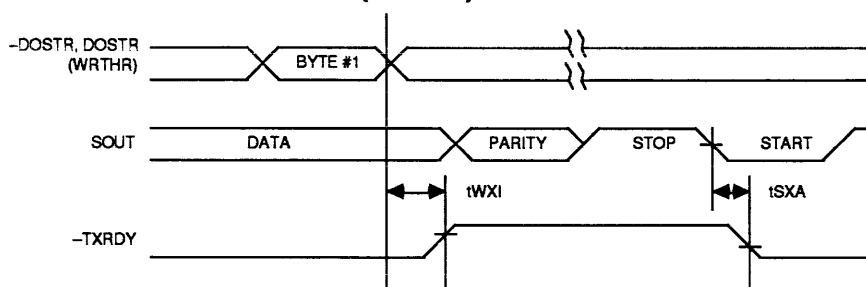 –DOSTR, DOSTR
(WRTHR)
BYTE #1
SOUT
DATA
PARITY
STOP
START
tWXI
tSXA
–TXRDY